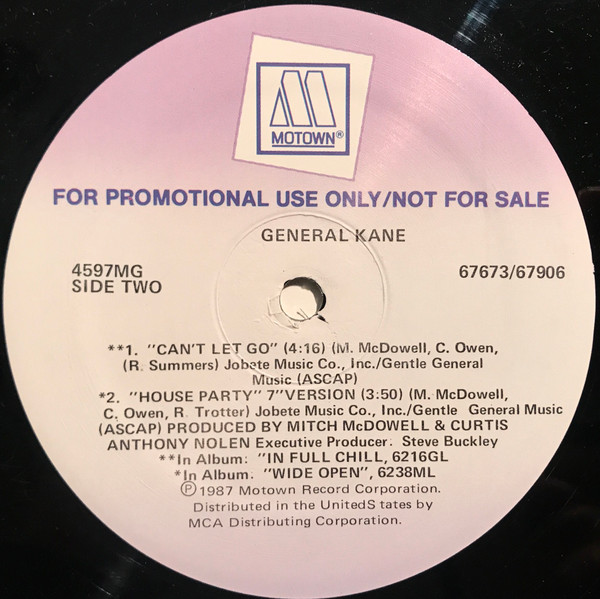 MOTOWN®
FOR PROMOTIONAL USE ONLY/NOT FOR SALE
GENERAL KANE
4597MG
SIDE TWO
67673/67906
**1. "CAN'T LET GO" (4:16) (M. McDOWELL, C. Owen,
(R. Summers) Jobete Music Co., Inc./Gentle General
Music (ASCAP)
*2. "HOUSE PARTY" 7"VERSION (3:50) (M. McDowell,
C. Owen, R. Trotter) Jobete Music Co., Inc./Gentle General Music
(ASCAP) PRODUCED BY MITCH McDOWELL & CURTIS
ANTHONY NOLEN Executive Producer: Steve Buckley
**In Album: "IN FULL CHILL, 6216GL
*In Album. "WIDE OPEN", 6238ML
Ⓟ1987 Motown Record Corporation.
Distributed in the UnitedS tates by
MCA Distributing Corporation.